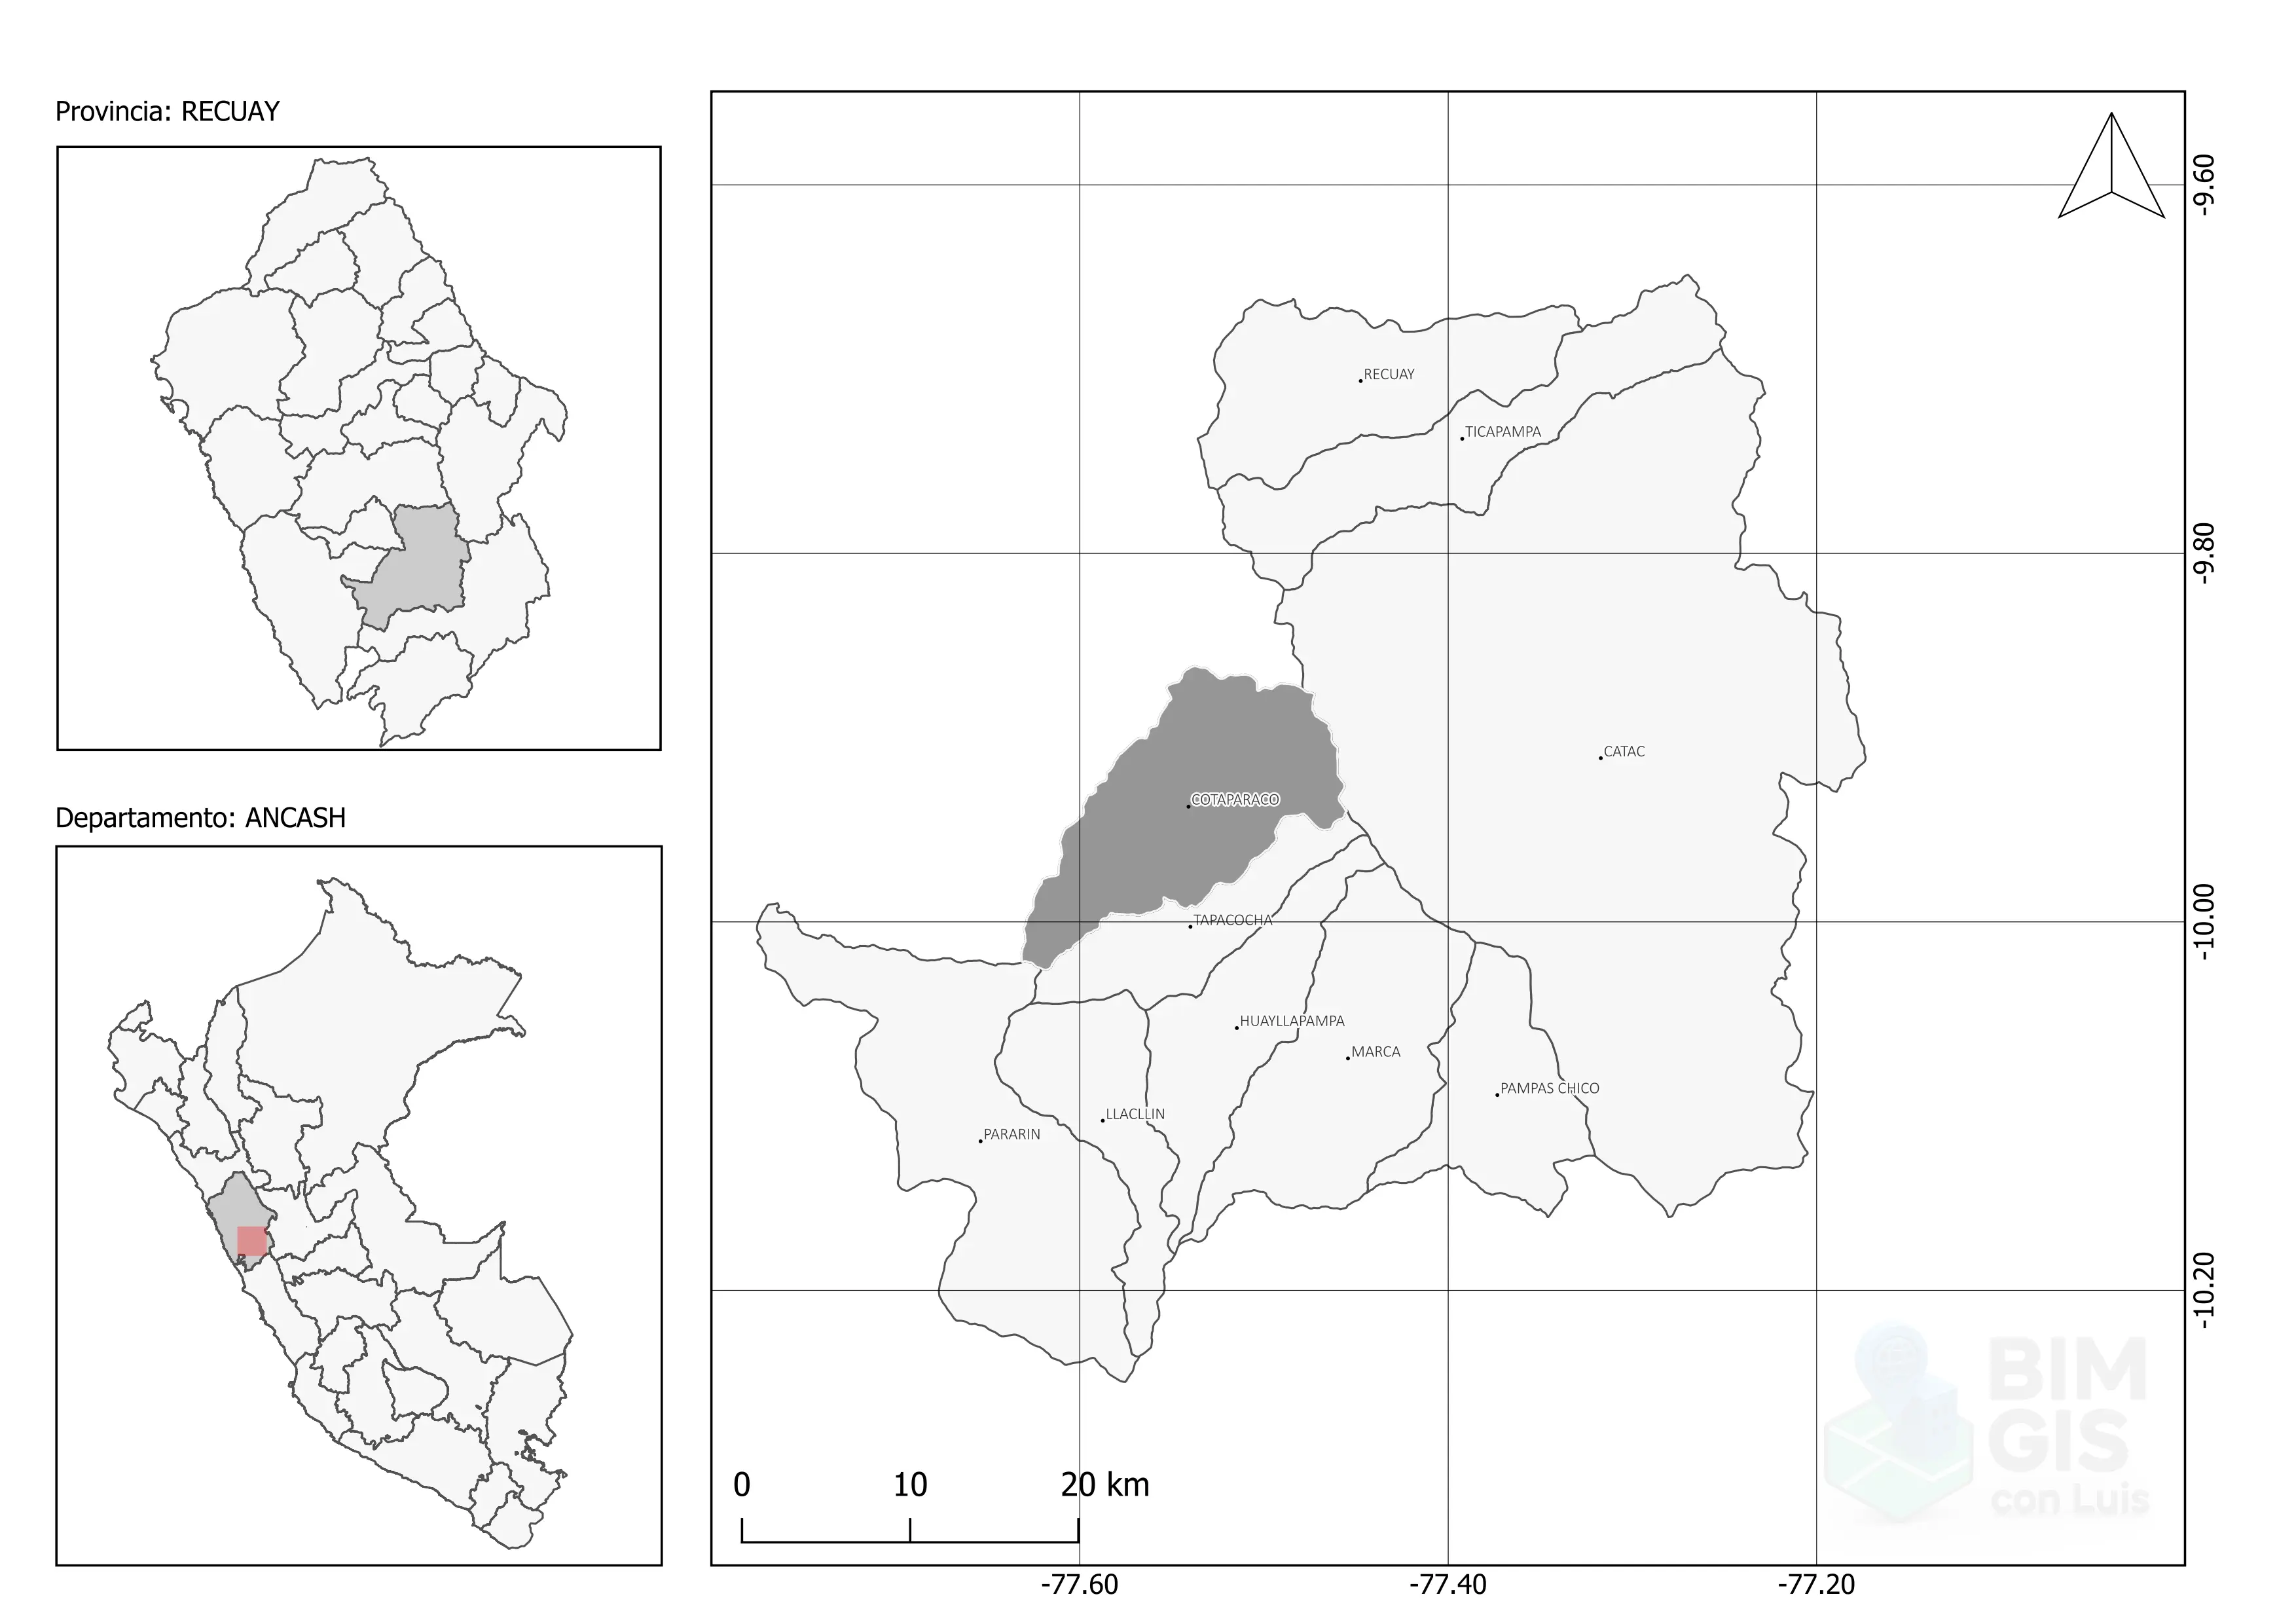 Provincia: RECUAY
Departamento: ANCASH
RECUAY
TICAPAMPA
CATAC
COTAPARACO
TAPACOCHA
HUAYLLAPAMPA
MARCA
PAMPAS CHICO
LLACLLIN
PARARIN
-9.60
-9.80
-10.00
-10.20
0 10 20 km
-77.60 -77.40 -77.20
BIM
GIS
con Luis